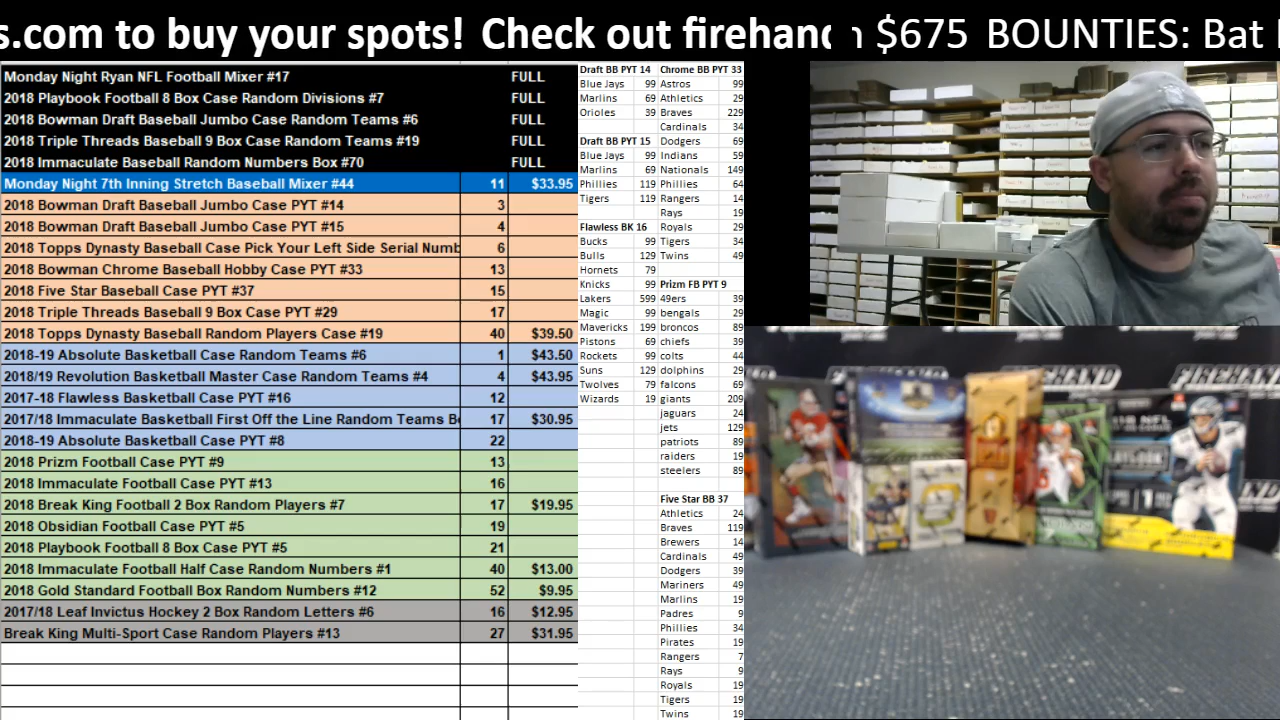 s.com to buy your spots! Check out firehand
n $675 BOUNTIES: Bat
Monday Night Ryan NFL Football Mixer #17 FULL
2018 Playbook Football 8 Box Case Random Divisions #7 FULL
2018 Bowman Draft Baseball Jumbo Case Random Teams #6 FULL
2018 Triple Threads Baseball 9 Box Case Random Teams #19 FULL
2018 Immaculate Baseball Random Numbers Box #70 FULL
Monday Night 7th Inning Stretch Baseball Mixer #44 11 $33.95
2018 Bowman Draft Baseball Jumbo Case PYT #14 3
2018 Bowman Draft Baseball Jumbo Case PYT #15 4
2018 Topps Dynasty Baseball Case Pick Your Left Side Serial Numb 6
2018 Bowman Chrome Baseball Hobby Case PYT #33 13
2018 Five Star Baseball Case PYT #37 15
2018 Triple Threads Baseball 9 Box Case PYT #29 17
2018 Topps Dynasty Baseball Random Players Case #19 40 $39.50
2018-19 Absolute Basketball Case Random Teams #6 1 $43.50
2018/19 Revolution Basketball Master Case Random Teams #4 4 $43.95
2017-18 Flawless Basketball Case PYT #16 12
2017/18 Immaculate Basketball First Off the Line Random Teams Bo 17 $30.95
2018-19 Absolute Basketball Case PYT #8 22
2018 Prizm Football Case PYT #9 13
2018 Immaculate Football Case PYT #13 16
2018 Break King Football 2 Box Random Players #7 17 $19.95
2018 Obsidian Football Case PYT #5 19
2018 Playbook Football 8 Box Case PYT #5 21
2018 Immaculate Football Half Case Random Numbers #1 40 $13.00
2018 Gold Standard Football Box Random Numbers #12 52 $9.95
2017/18 Leaf Invictus Hockey 2 Box Random Letters #6 16 $12.95
Break King Multi-Sport Case Random Players #13 27 $31.95
Draft BB PYT 14
Blue Jays 99
Marlins 69
Orioles 39
Draft BB PYT 15
Blue Jays 99
Marlins 69
Phillies 119
Tigers 119
Flawless BK 16
Bucks 99
Bulls 129
Hornets 79
Knicks 99
Lakers 599
Magic 99
Mavericks 199
Pistons 69
Rockets 99
Suns 129
Twolves 79
Wizards 19
Chrome BB PYT 33
Astros 99
Athletics 29
Braves 229
Cardinals 34
Dodgers 69
Indians 59
Nationals 149
Phillies 64
Rangers 14
Rays 19
Royals 29
Tigers 34
Twins 49
Prizm FB PYT 9
49ers 39
bengals 29
broncos 89
chiefs 39
colts 44
dolphins 29
falcons 69
giants 209
jaguars 24
jets 129
patriots 89
raiders 19
steelers 89
Five Star BB 37
Athletics 24
Braves 119
Brewers 14
Cardinals 49
Dodgers 39
Mariners 49
Marlins 19
Padres 9
Phillies 34
Pirates 19
Rangers 7
Rays 9
Royals 19
Tigers 19
Twins 19
FIREHAND
PLAYBOOK